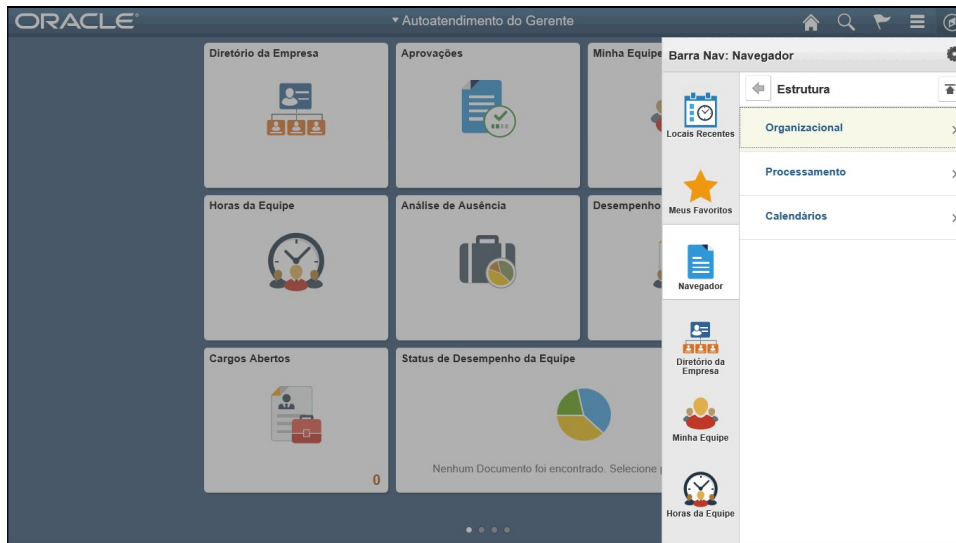 ORACLE
Autoatendimento do Gerente
Diretório da Empresa
Aprovações
Minha Equipe
Barra Nav: Navegador
Estrutura
Locais Recentes
Organizacional
Processamento
Meus Favoritos
Calendários
Horas da Equipe
Análise de Ausência
Desempenho
Navegador
Diretório da
Empresa
Cargos Abertos
Status de Desempenho da Equipe
Minha Equipe
Nenhum Documento foi encontrado. Selecione
0
Horas da Equipe